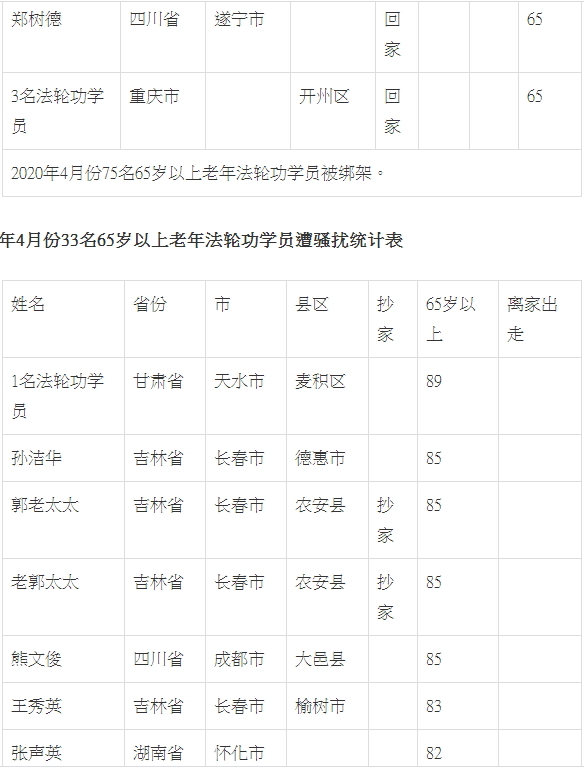 郑树德 四川省 遂宁市 回家 65
3名法轮功学员 重庆市 开州区 回家 65
2020年4月份75名65岁以上老年法轮功学员被绑架。
年4月份33名65岁以上老年法轮功学员遭骚扰统计表
姓名 省份 市 县区 抄家 65岁以上 离家出走
1名法轮功学员 甘肃省 天水市 麦积区 89
孙洁华 吉林省 长春市 德惠市 85
郭老太太 吉林省 长春市 农安县 抄家 85
老郭太太 吉林省 长春市 农安县 抄家 85
熊文俊 四川省 成都市 大邑县 85
王秀英 吉林省 长春市 榆树市 83
张声英 湖南省 怀化市 82